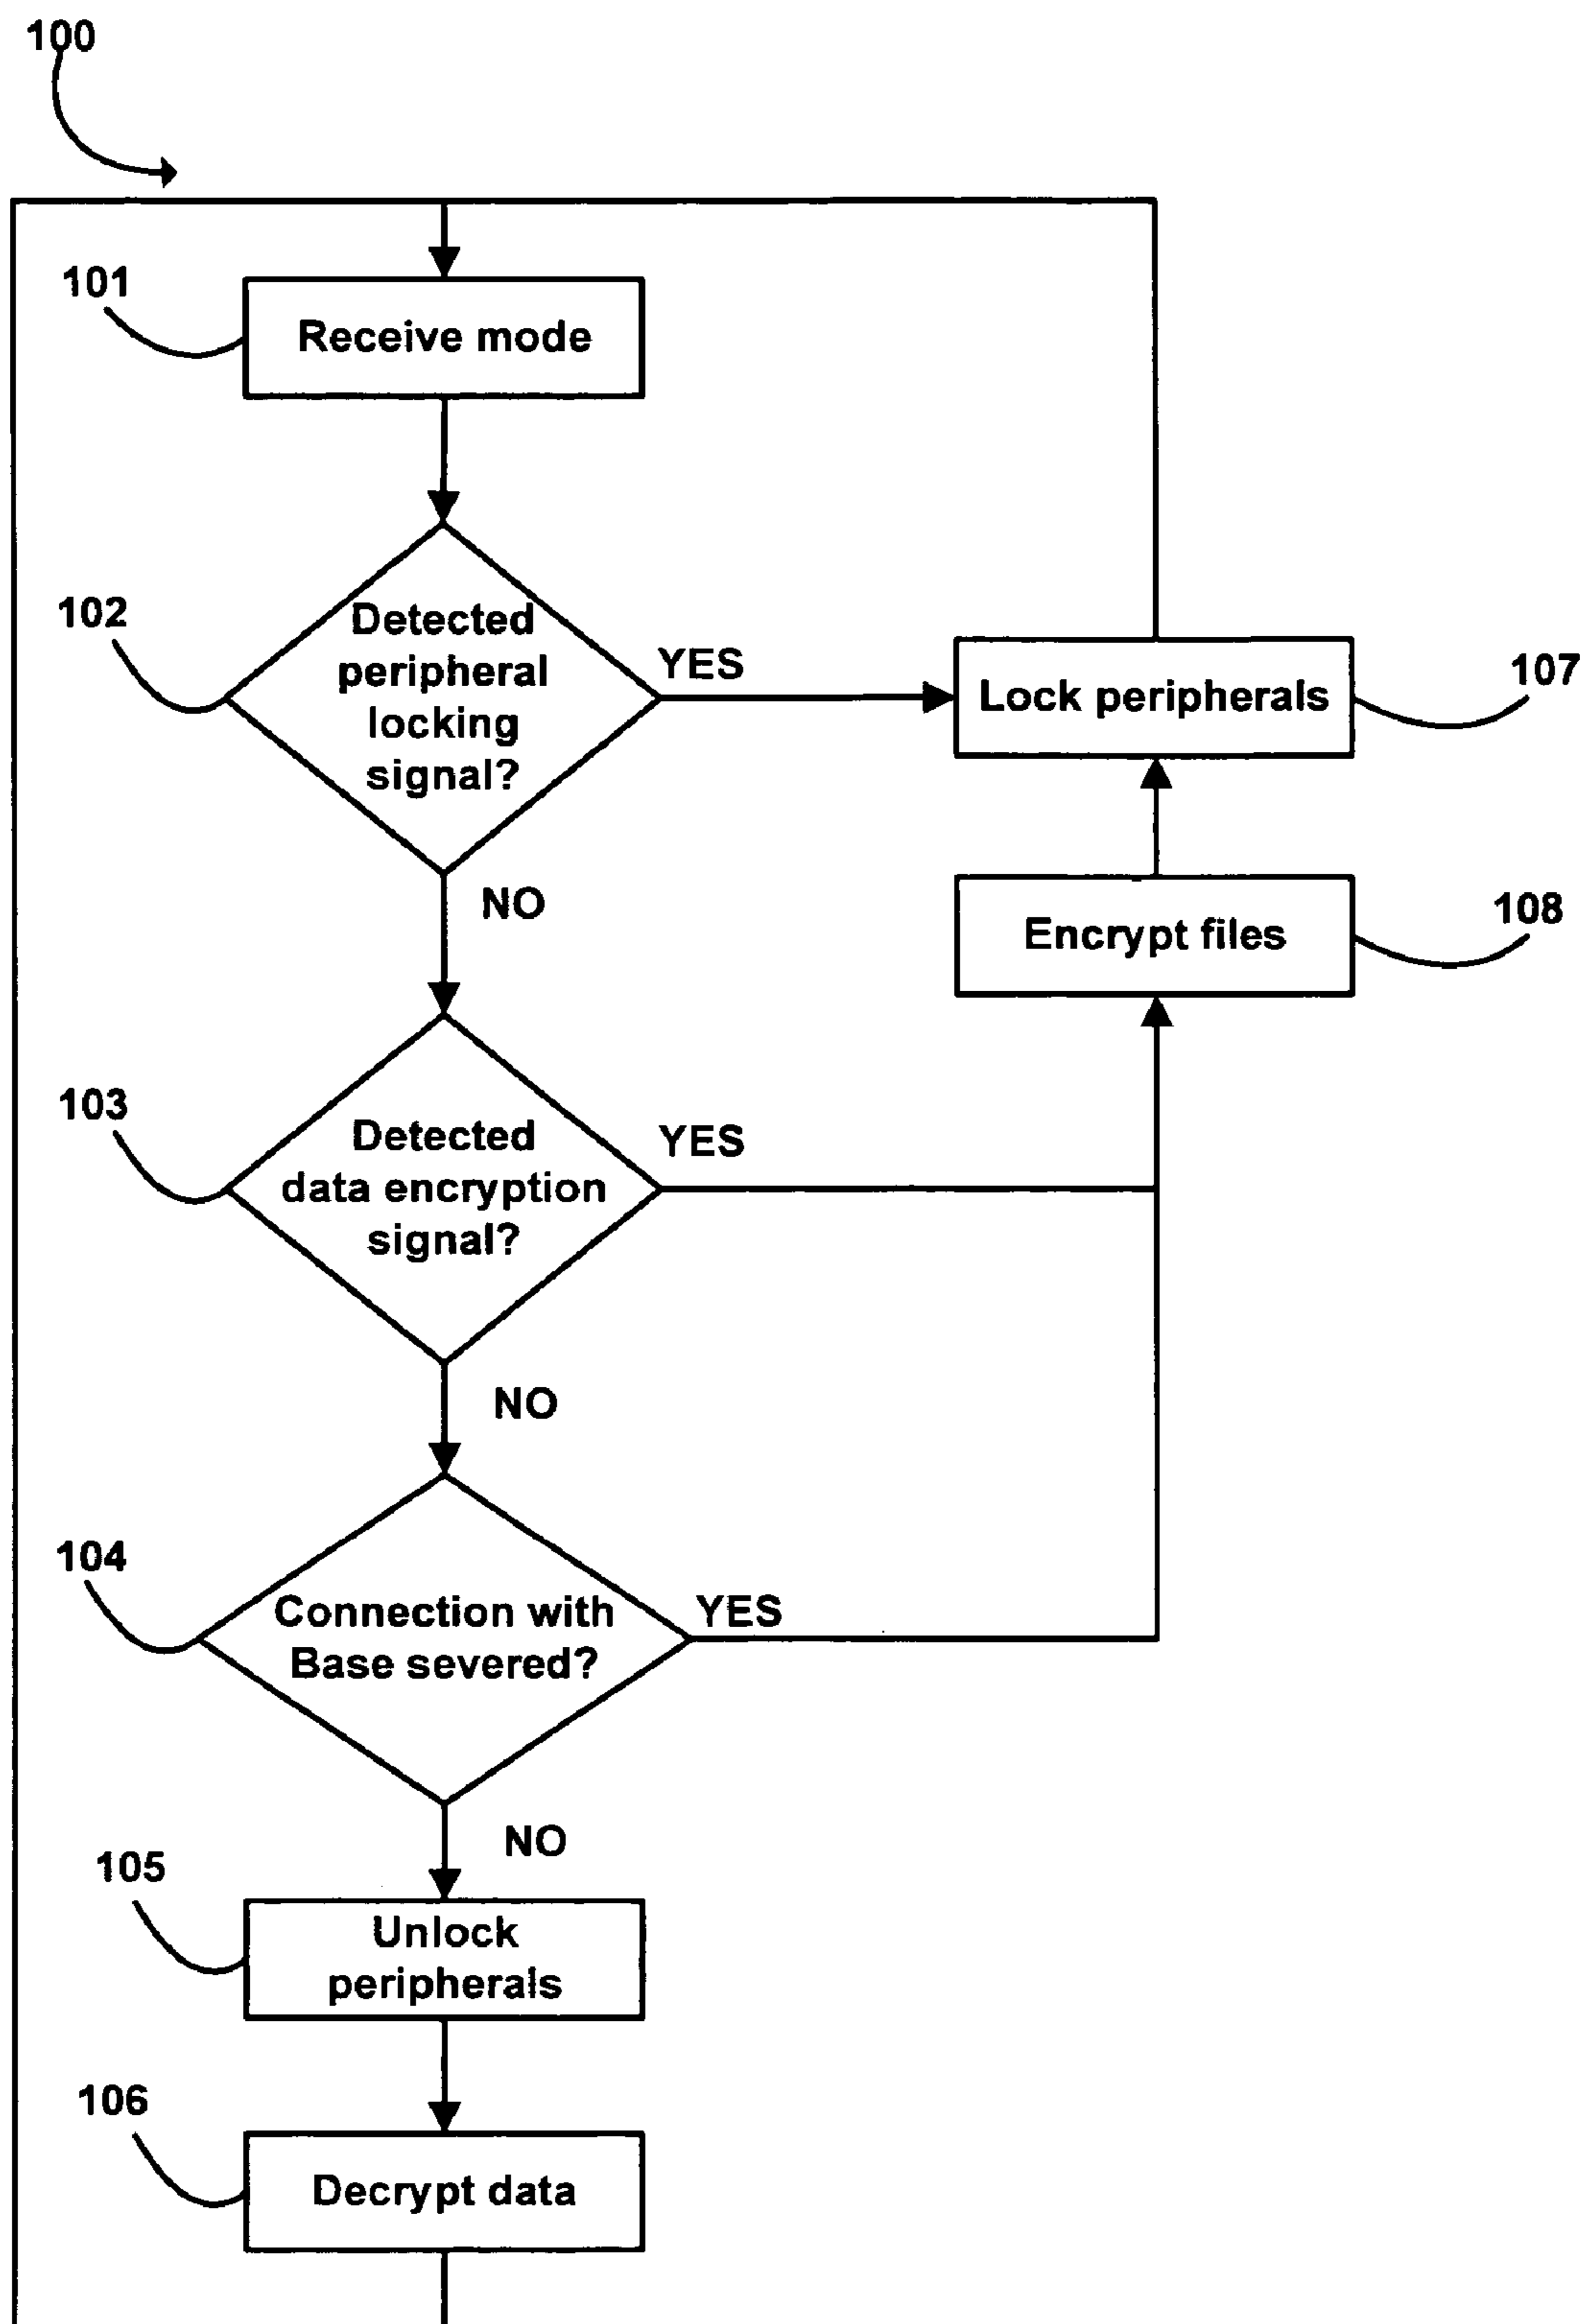 100
101
Receive mode
102
Detected
peripheral
locking
signal?
YES
Lock peripherals
107
NO
Encrypt files
108
103
Detected
data encryption
signal?
YES
NO
104
Connection with
Base severed?
YES
NO
105
Unlock
peripherals
106
Decrypt data